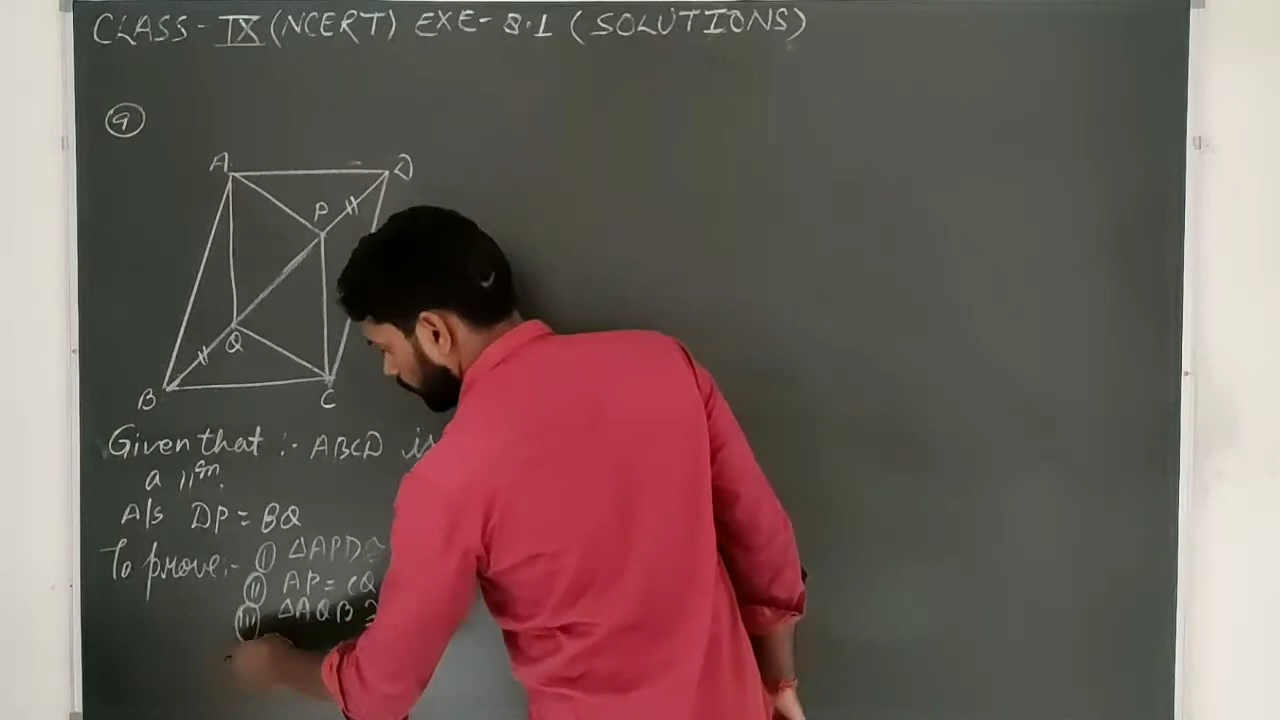 CLASS- IX (NCERT) EXE- 8.1 (SOLUTIONS)
9
A D
P
Q
B C
Given that :- ABCD is
a ||gm.
A/s DP = BQ
To prove:- (i) ΔAPD ≅
(ii) AP = CQ
(iii) ΔAQB ≅